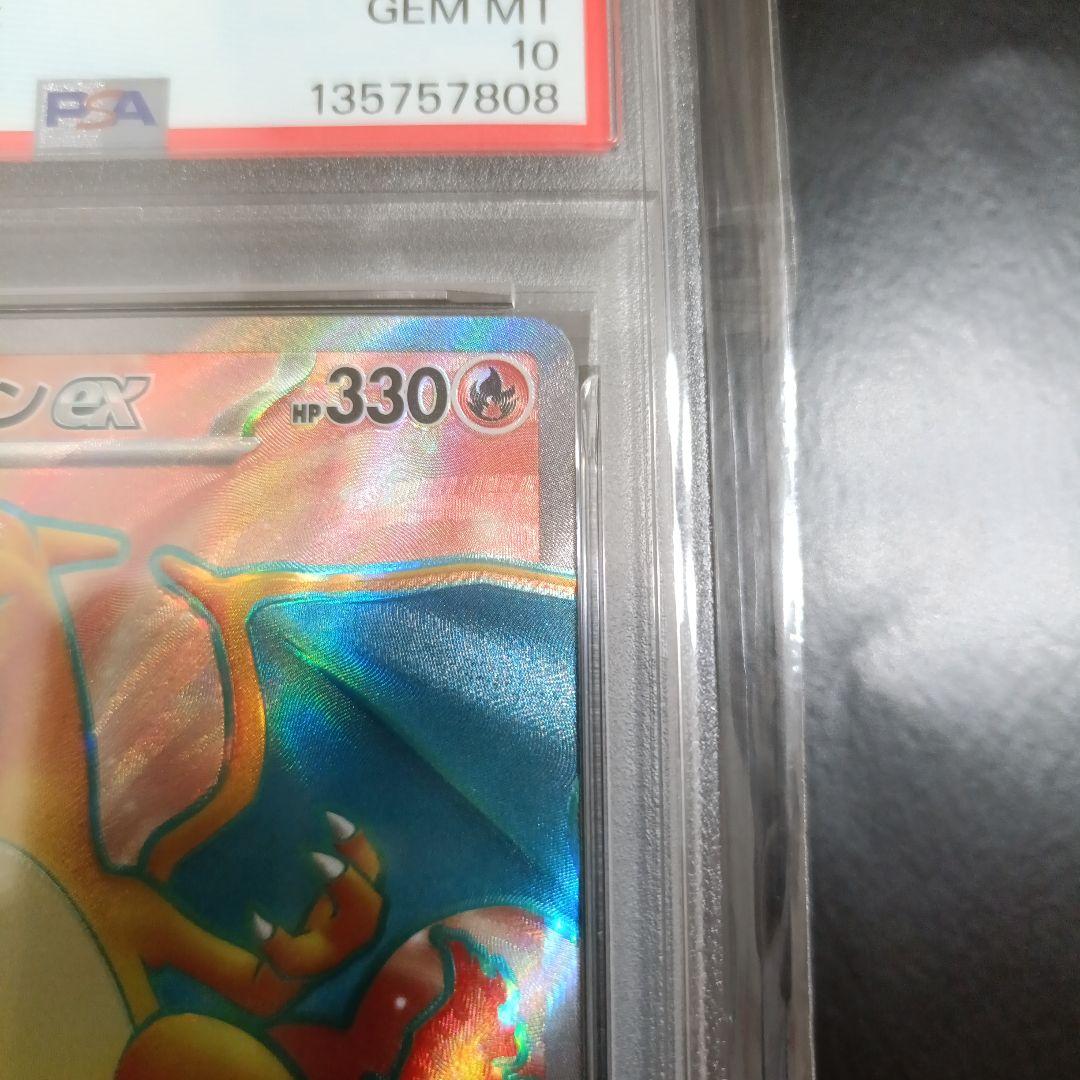 GEM MT
10
PSA
135757808
ンex
HP330